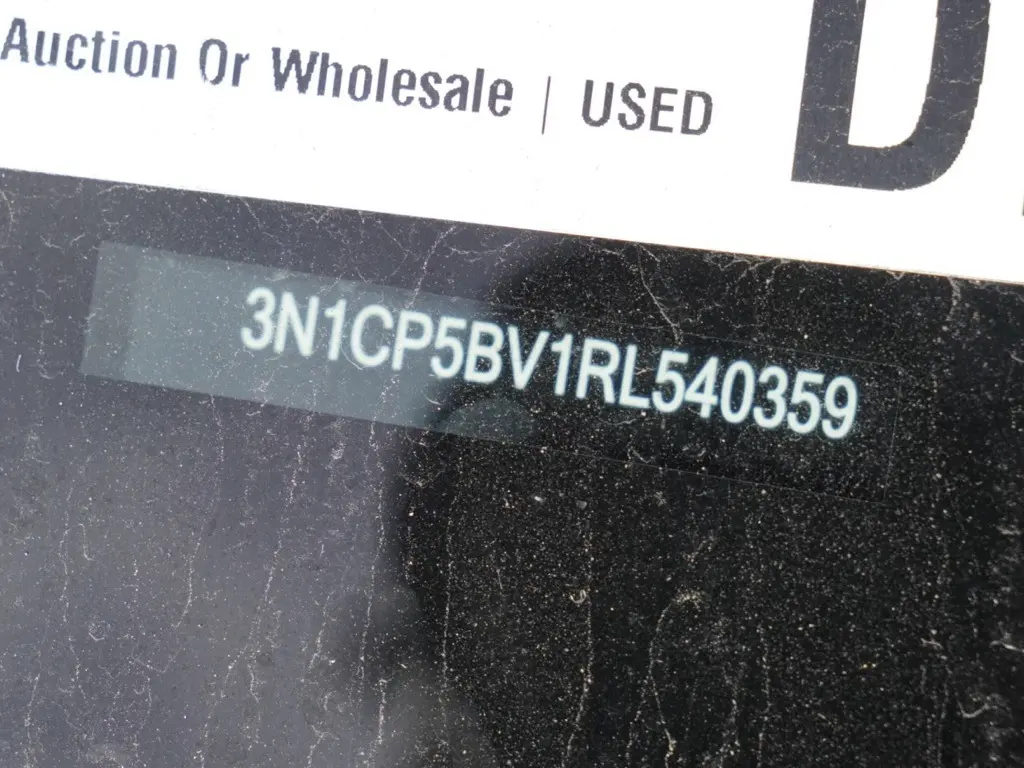 Auction Or Wholesale | USED
D
3N1CP5BV1RL540359